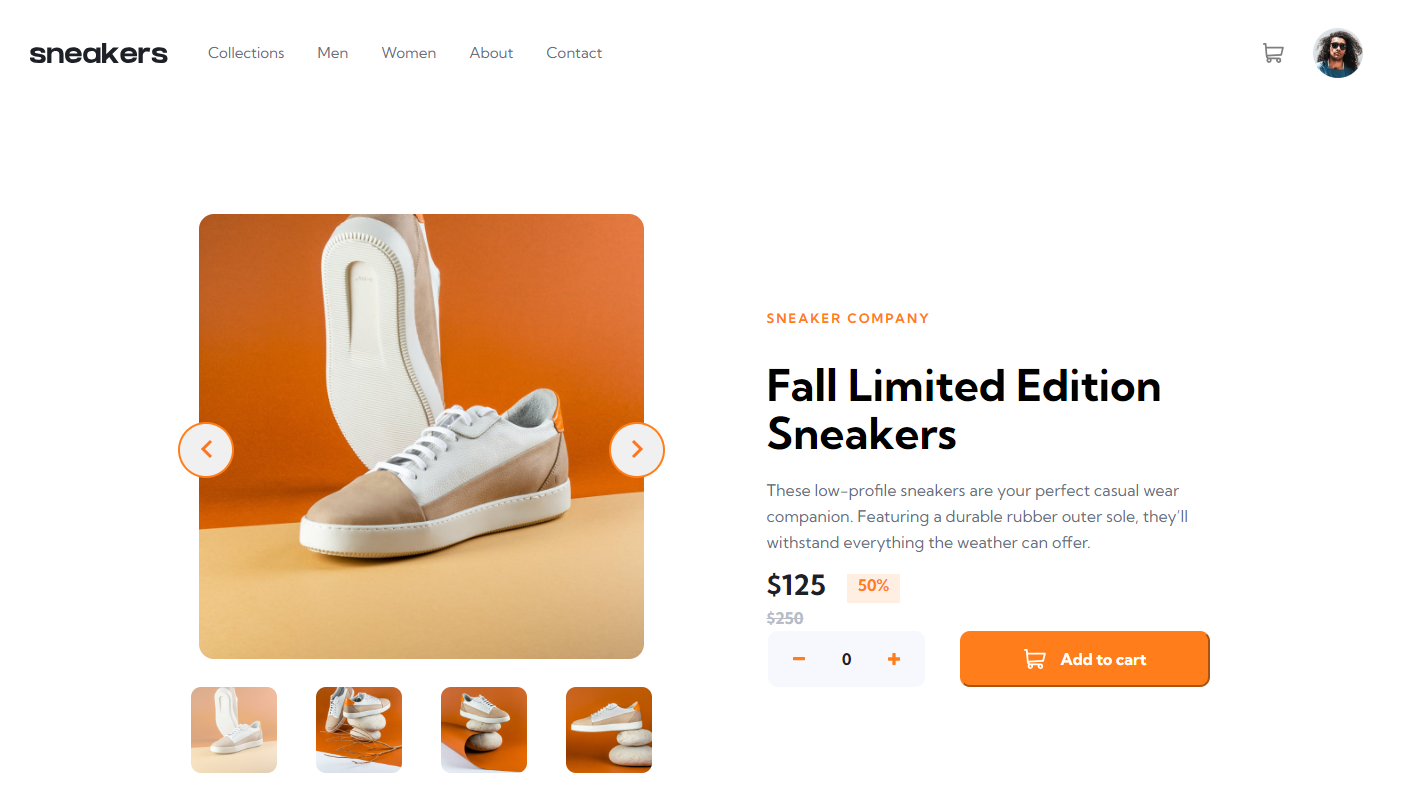 sneakers Collections Men Women About Contact
SNEAKER COMPANY
Fall Limited Edition
Sneakers
These low-profile sneakers are your perfect casual wear
companion. Featuring a durable rubber outer sole, they’ll
withstand everything the weather can offer.
$125 50%
$250
0 Add to cart